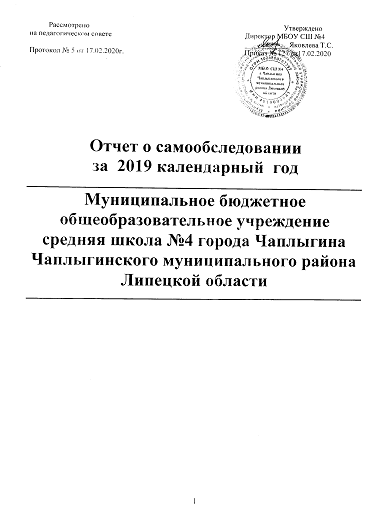 Рассмотрено
на педагогическом совете
Протокол № 5 от 17.02.2020г.
Утверждено
Директор МБОУ СШ №4
Яковлева Т.С.
Приказ № от 17.02.2020
Отчет о самообследовании
за 2019 календарный год
Муниципальное бюджетное
общеобразовательное учреждение
средняя школа №4 города Чаплыгина
Чаплыгинского муниципального района
Липецкой области
1